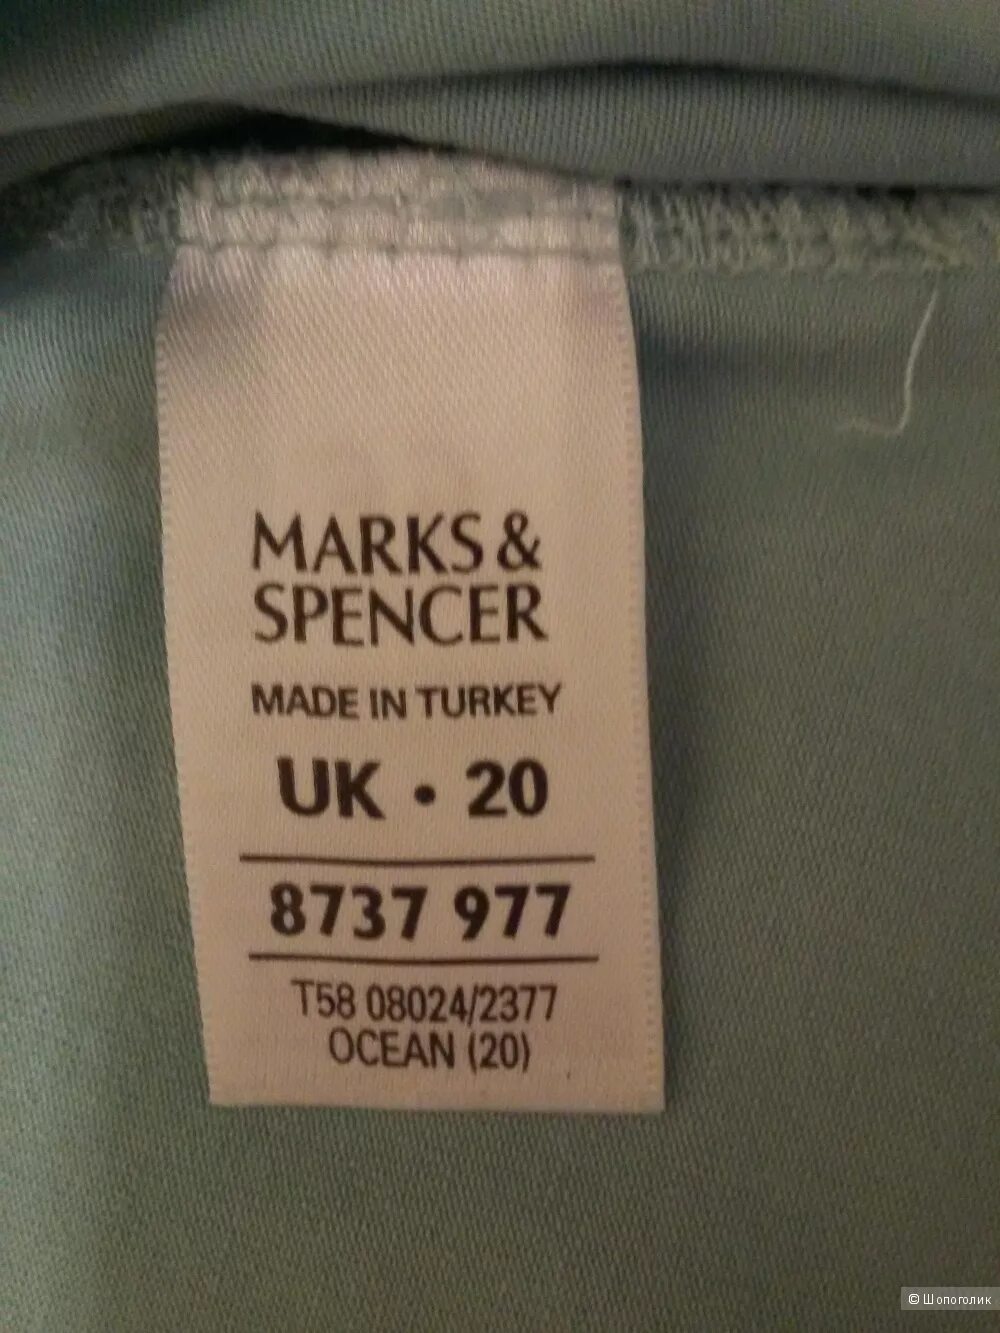 MARKS &
SPENCER
MADE IN TURKEY
UK • 20
8737 977
T58 08024/2377
OCEAN (20)
© Шопоголик